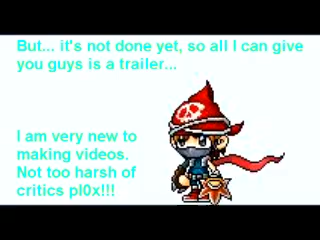 But... it's not done yet, so all I can give
you guys is a trailer...
I am very new to
making videos.
Not too harsh of
critics pl0x!!!